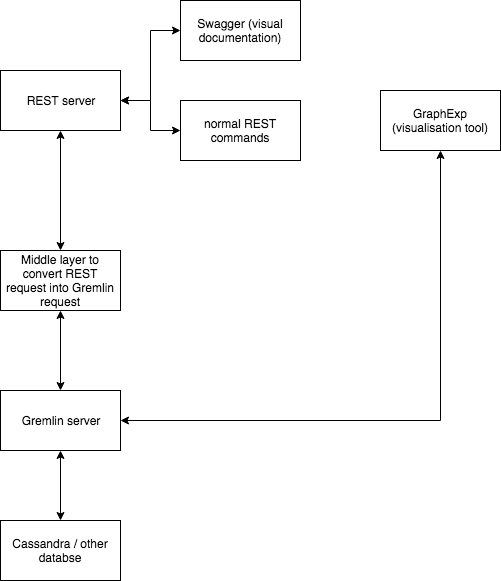 Swagger (visual
documentation)
REST server
normal REST
commands
GraphExp
(visualisation tool)
Middle layer to
convert REST
request into Gremlin
request
Gremlin server
Cassandra / other
databse